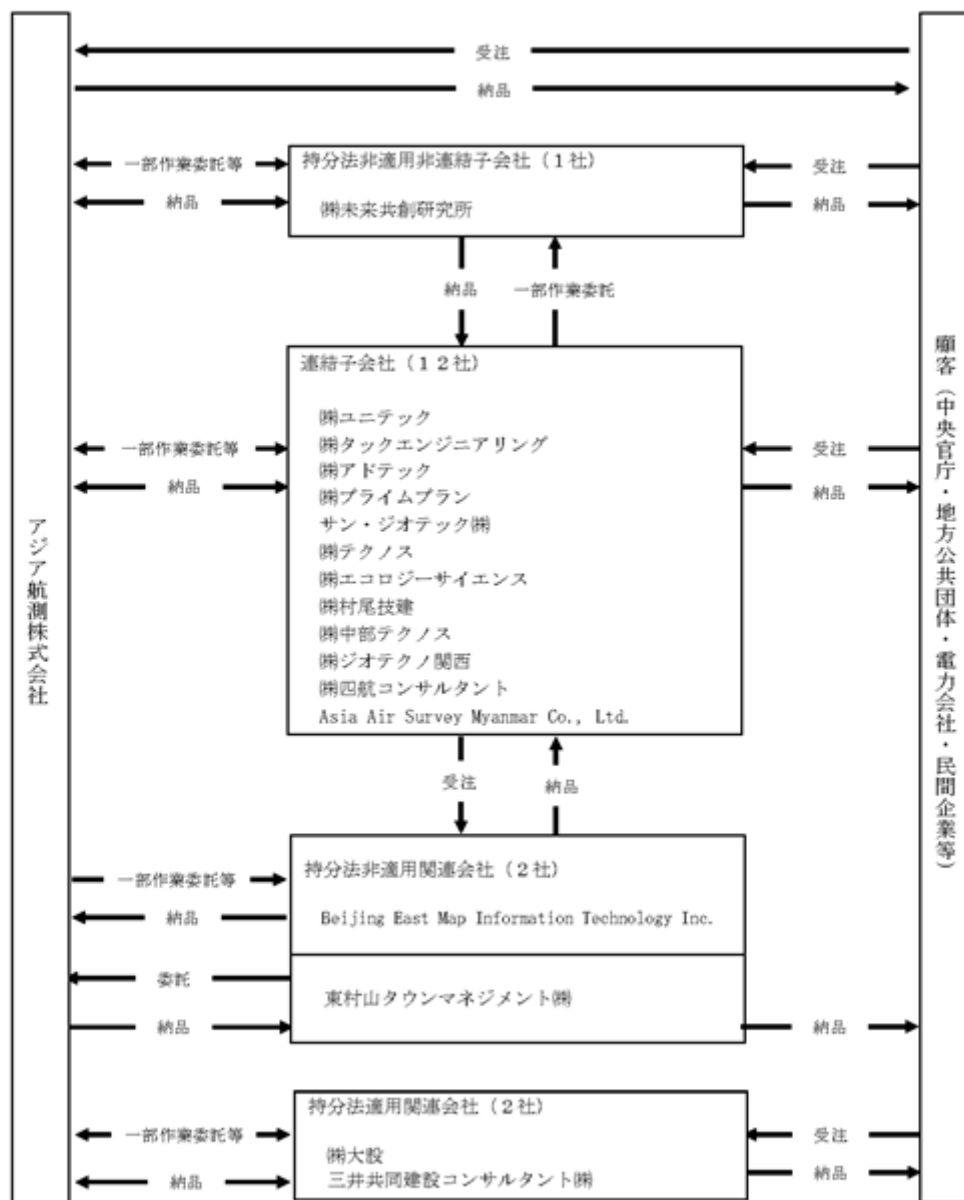 受注
納品
持分法非適用非連結子会社（１社）
㈱未来共創研究所
一部作業委託等
納品
受注
納品
納品
一部作業委託
連結子会社（１２社）
㈱ユニテック
㈱タックエンジニアリング
㈱アドテック
㈱プライムプラン
サン・ジオテック㈱
㈱テクノス
㈱エコロジーサイエンス
㈱村尾技建
㈱中部テクノス
㈱ジオテクノ関西
㈱四航コンサルタント
Asia Air Survey Myanmar Co., Ltd.
一部作業委託等
納品
受注
納品
アジア航測株式会社
顧客（中央官庁・地方公共団体・電力会社・民間企業等）
受注
納品
持分法非適用関連会社（２社）
Beijing East Map Information Technology Inc.
一部作業委託等
納品
委託
東村山タウンマネジメント㈱
納品
納品
持分法適用関連会社（２社）
㈱大設
三井共同建設コンサルタント㈱
一部作業委託等
納品
受注
納品